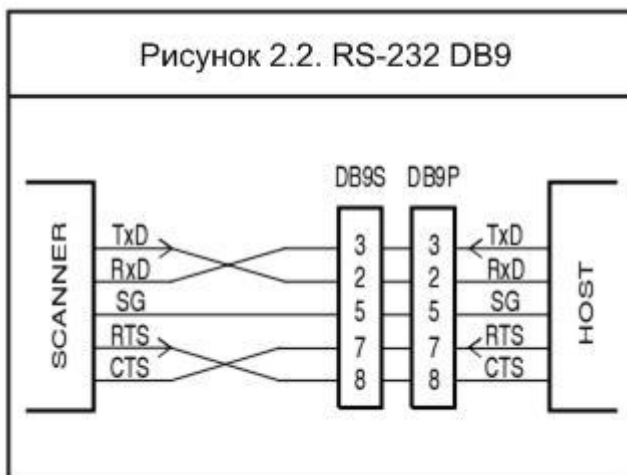 Рисунок 2.2. RS-232 DB9
DB9S DB9P
SCANNER
TxD 3 3 TxD
RxD 2 2 RxD
SG 5 5 SG
RTS 7 7 RTS
CTS 8 8 CTS
HOST